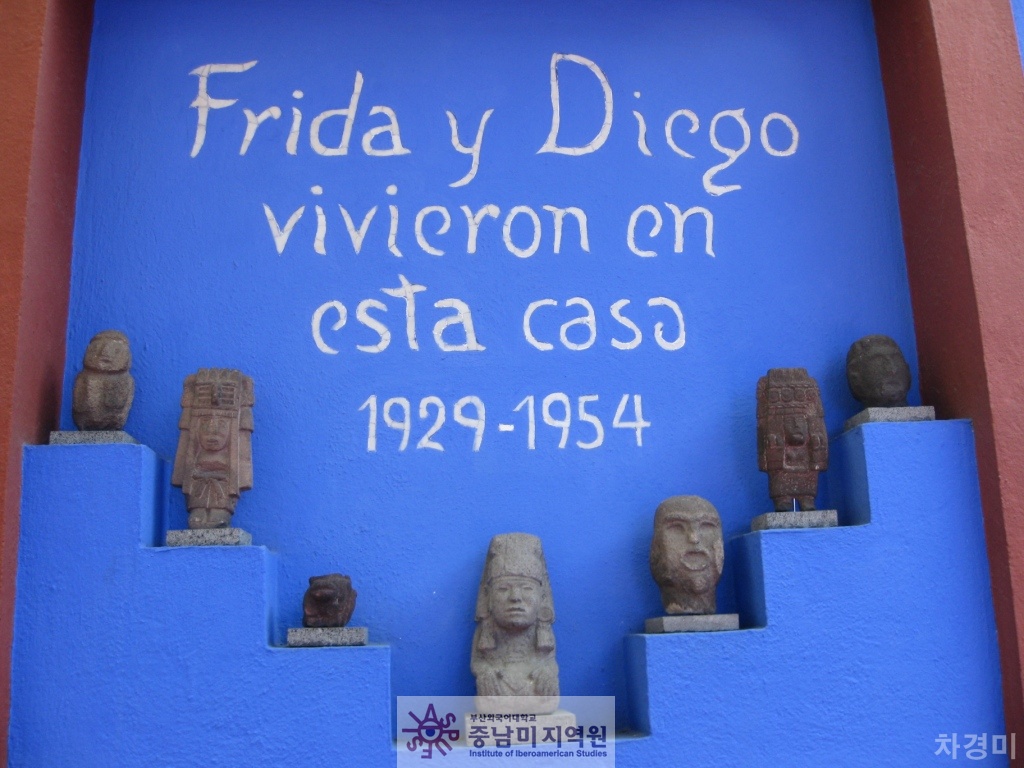 Frida y Diego
vivieron en
esta casa
1929-1954
부산외국어대학교
중남미지역원
Institute of Iberoamerican Studies
차경미